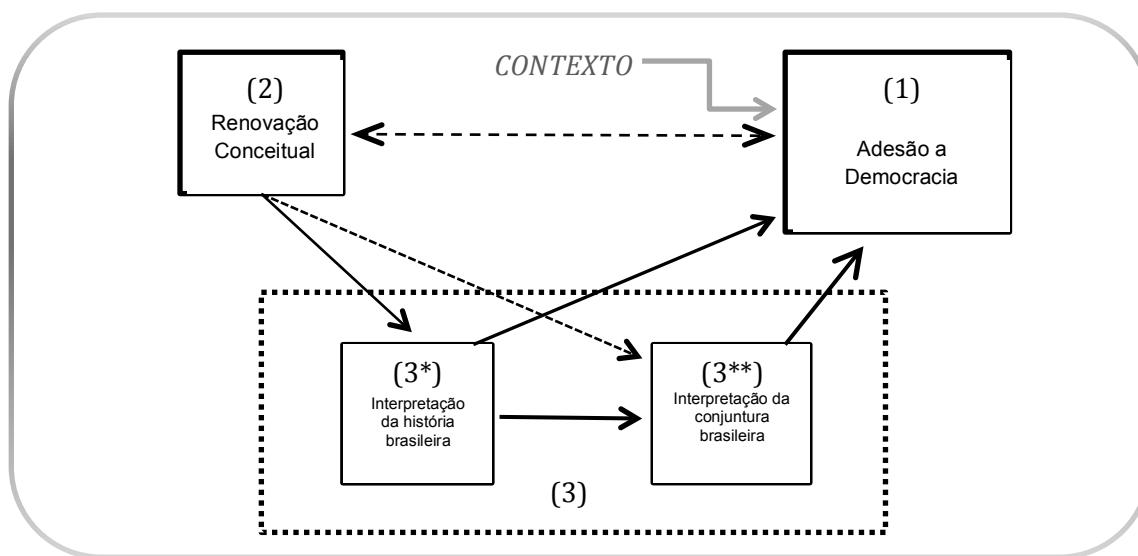 (2)
Renovação
Conceitual
CONTEXTO
(1)
Adesão a
Democracia
(3*)
Interpretação
da história
brasileira
(3**)
Interpretação da
conjuntura
brasileira
(3)